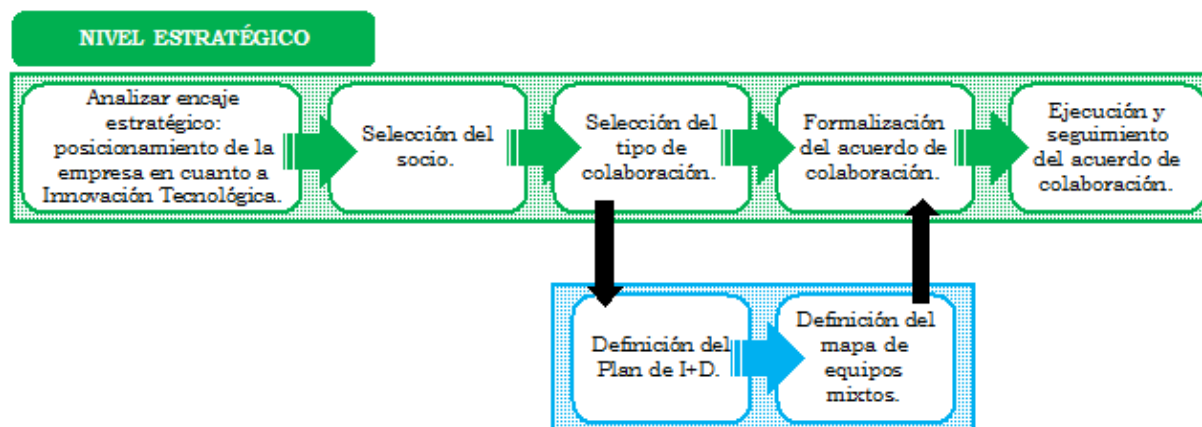 NIVEL ESTRATÉGICO
Analizar encaje
estratégico:
posicionamiento de la
empresa en cuanto a
Innovación Tecnológica.
Selección del
socio.
Selección del
tipo de
colaboración.
Formalización
del acuerdo de
colaboración.
Ejecución y
seguimiento
del acuerdo de
colaboración.
Definición del
Plan de I+D.
Definición del
mapa de
equipos
mixtos.